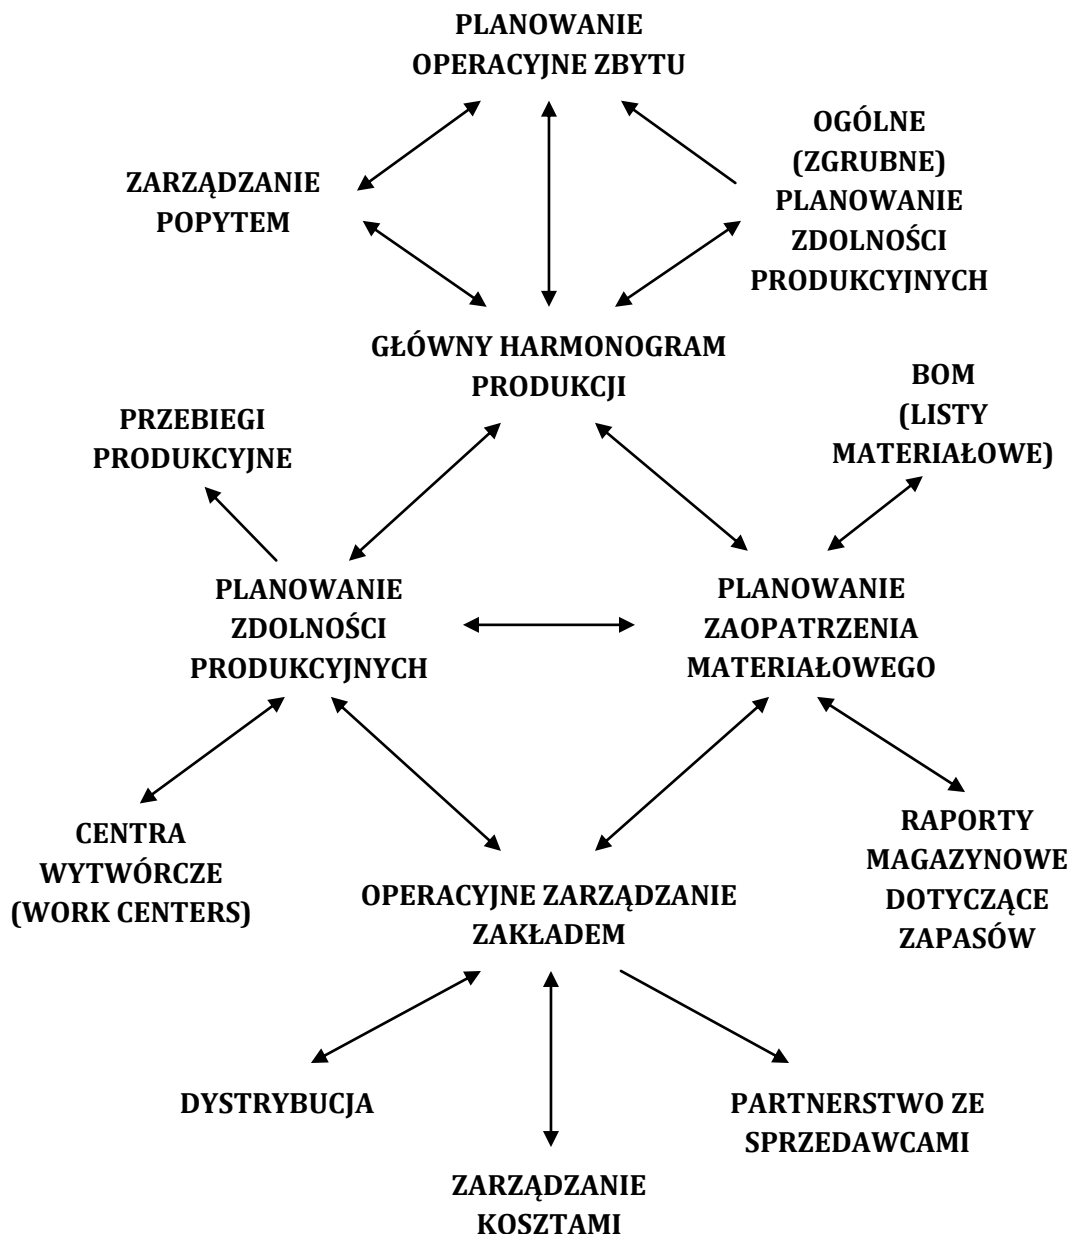 PLANOWANIE
OPERACYJNE ZBYTU
OGÓLNE
(ZGRUBNE)
PLANOWANIE
ZDOLNOŚCI
PRODUKCYJNYCH
ZARZĄDZANIE
POPYTEM
GŁÓWNY HARMONOGRAM
PRODUKCJI
BOM
(LISTY
MATERIAŁOWE)
PRZEBIEGI
PRODUKCYJNE
PLANOWANIE
ZDOLNOŚCI
PRODUKCYJNYCH
PLANOWANIE
ZAOPATRZENIA
MATERIAŁOWEGO
CENTRA
WYTWÓRCZE
(WORK CENTERS)
RAPORTY
MAGAZYNOWE
DOTYCZĄCE
ZAPASÓW
OPERACYJNE ZARZĄDZANIE
ZAKŁADEM
DYSTRYBUCJA
PARTNERSTWO ZE
SPRZEDAWCAMI
ZARZĄDZANIE
KOSZTAMI